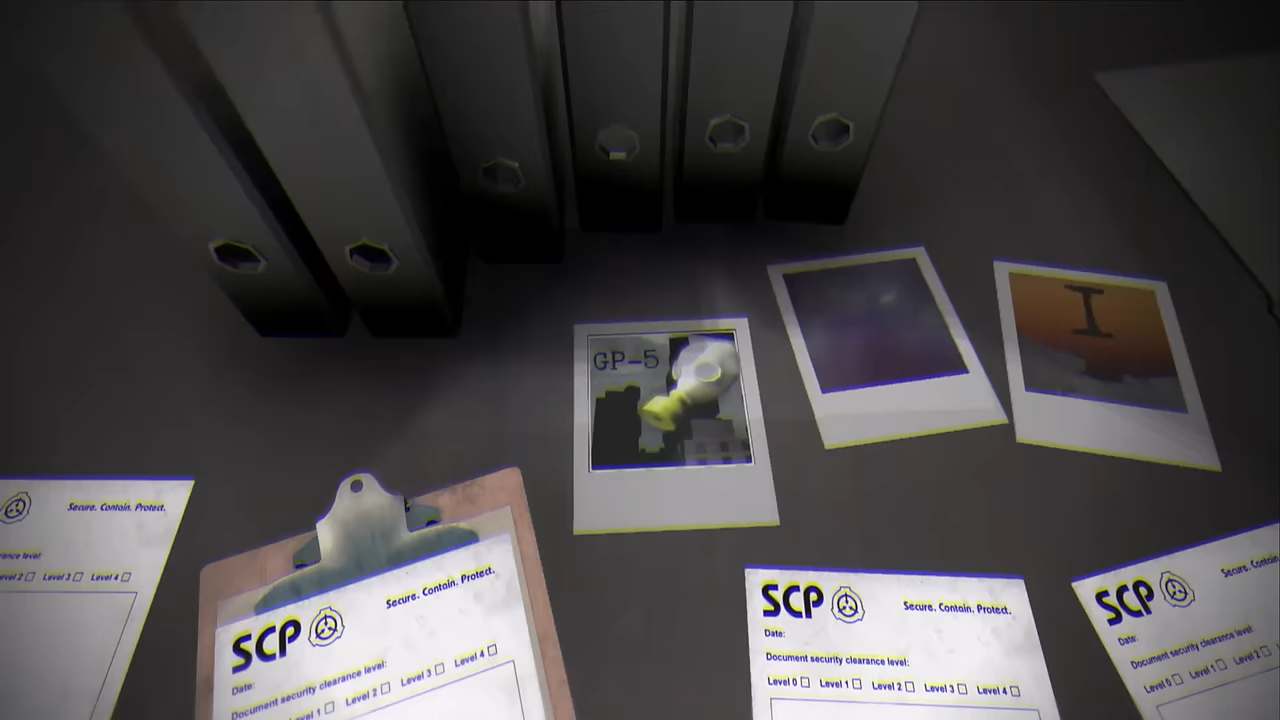 GP-5
I
Secure. Contain. Protect.
Level 2 Level 3 Level 4
SCP
Secure. Contain. Protect.
Date:
Document security clearance level:
Level 1 Level 2 Level 3 Level 4
SCP
Secure. Contain. Protect.
Date:
Document security clearance level:
Level 0 Level 1 Level 2 Level 3 Level 4
SCP
Date:
Document security clearance level:
Level 0 Level 1 Level 2